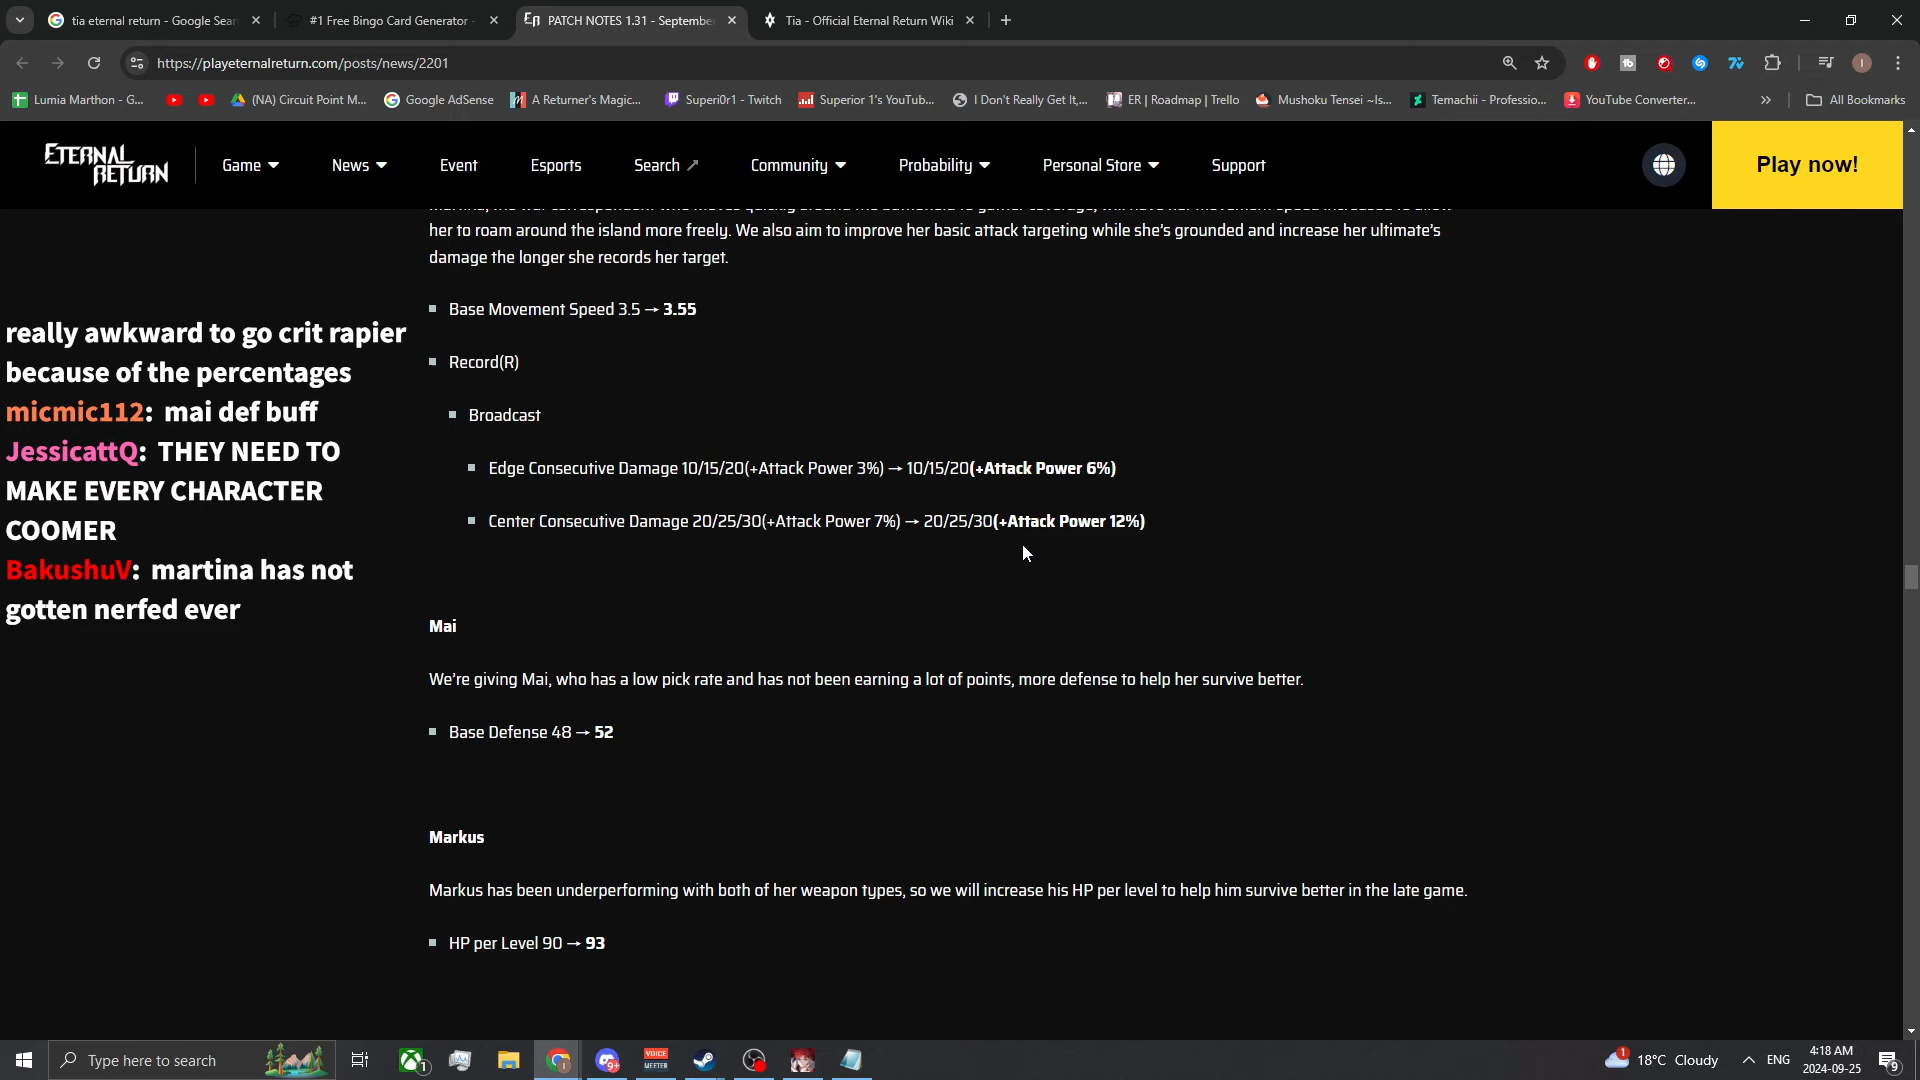 tia eternal return - Google Sear
#1 Free Bingo Card Generator -
PATCH NOTES 1.31 - September
Tia - Official Eternal Return Wiki
https://playeternalreturn.com/posts/news/2201
Lumia Marthon - G...
(NA) Circuit Point M...
Google AdSense
A Returner's Magic...
Superi0r1 - Twitch
Superior 1's YouTub...
I Don't Really Get It,...
ER | Roadmap | Trello
Mushoku Tensei ~Is...
Temachii - Professio...
YouTube Converter...
All Bookmarks
ETERNAL RETURN
Game
News
Event
Esports
Search
Community
Probability
Personal Store
Support
Play now!
her to roam around the island more freely. We also aim to improve her basic attack targeting while she's grounded and increase her ultimate's
damage the longer she records her target.
Base Movement Speed 3.5 → 3.55
Record(R)
Broadcast
Edge Consecutive Damage 10/15/20(+Attack Power 3%) → 10/15/20(+Attack Power 6%)
Center Consecutive Damage 20/25/30(+Attack Power 7%) → 20/25/30(+Attack Power 12%)
Mai
We're giving Mai, who has a low pick rate and has not been earning a lot of points, more defense to help her survive better.
Base Defense 48 → 52
Markus
Markus has been underperforming with both of her weapon types, so we will increase his HP per level to help him survive better in the late game.
HP per Level 90 → 93
really awkward to go crit rapier
because of the percentages
micmic112: mai def buff
JessicattQ: THEY NEED TO
MAKE EVERY CHARACTER
COOMER
BakushuV: martina has not
gotten nerfed ever
Type here to search
VOICE
MEETER
18°C Cloudy
ENG
4:18 AM
2024-09-25